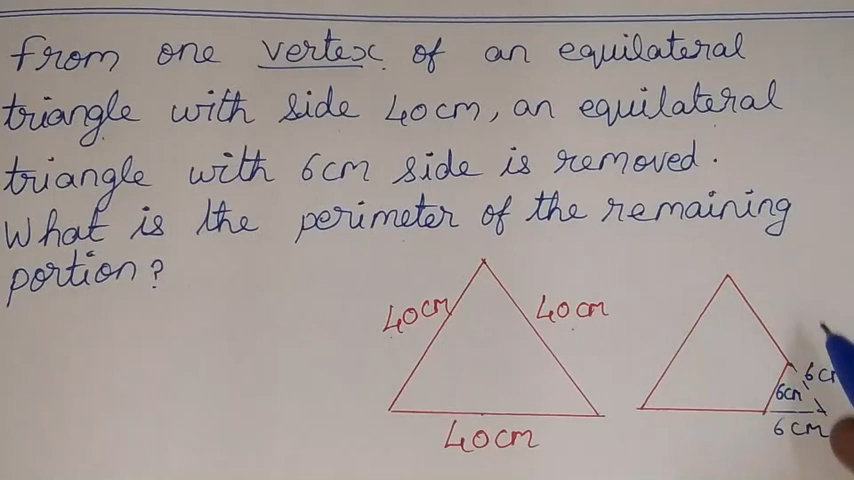 From one vertex of an equilateral
triangle with side 40cm, an equilateral
triangle with 6cm side is removed.
What is the perimeter of the remaining
portion?
40cm
40cm
40cm
6cm
6cm